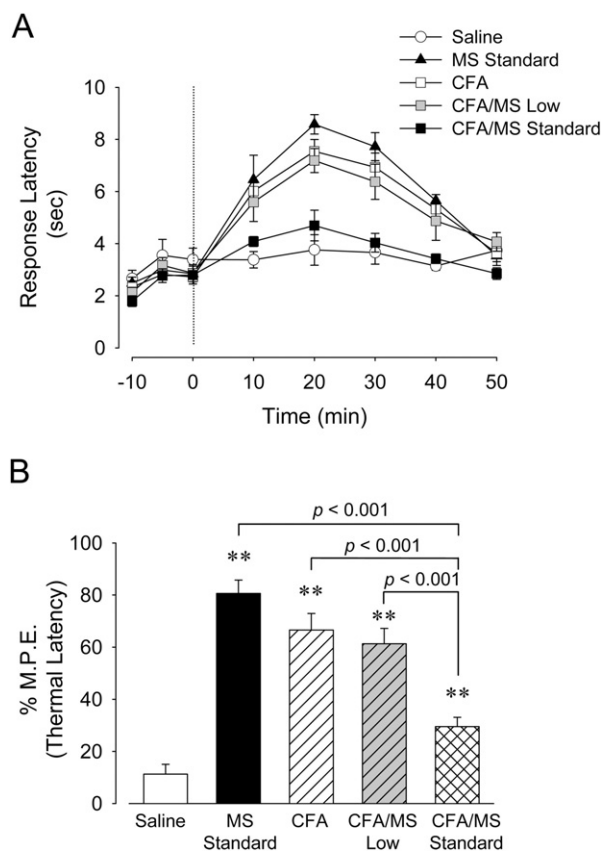 A
Saline
MS Standard
CFA
CFA/MS Low
CFA/MS Standard
10
8
6
4
2
0
Response Latency
(sec)
-10 0 10 20 30 40 50
Time (min)
B
p < 0.001
p < 0.001
p < 0.001
** ** ** **
100
80
60
40
20
0
% M.P.E.
(Thermal Latency)
Saline MS CFA CFA/MS CFA/MS
Standard Low Standard